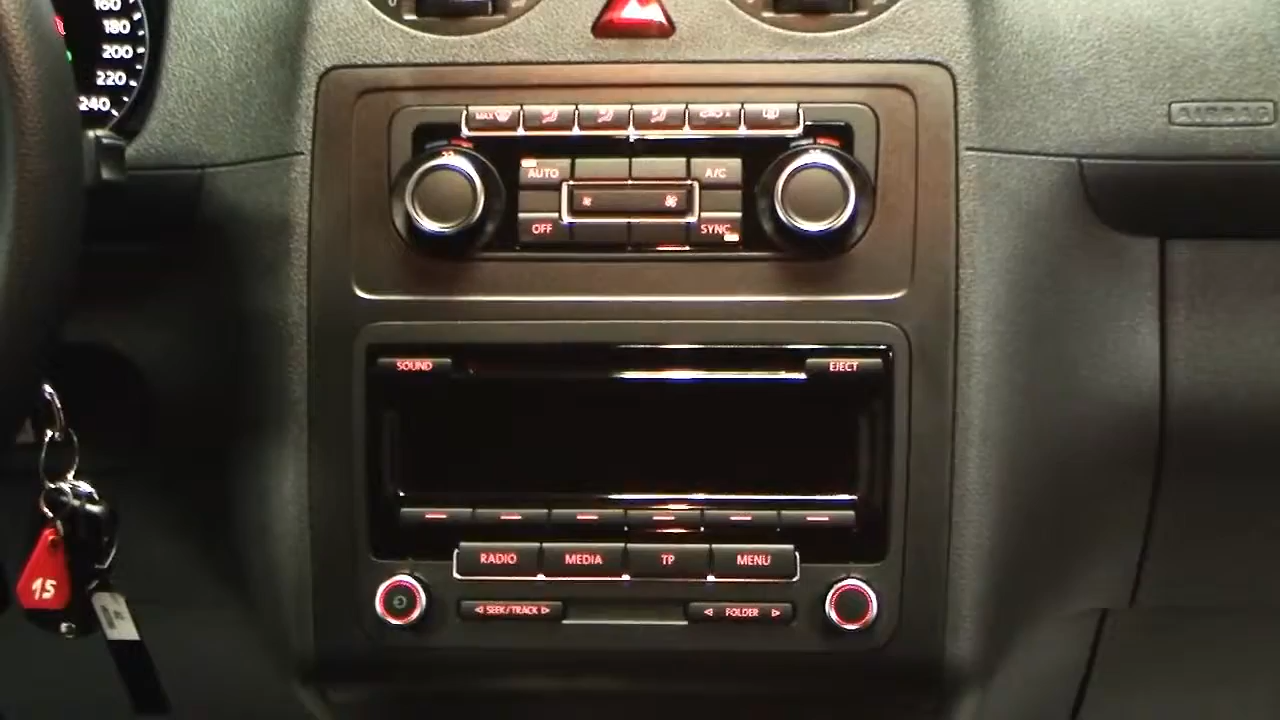 160
180
200
220
240
MAX
AUTO
A/C
OFF
SYNC
AIRBAG
SOUND
EJECT
RADIO
MEDIA
TP
MENU
SEEK/TRACK
FOLDER
15